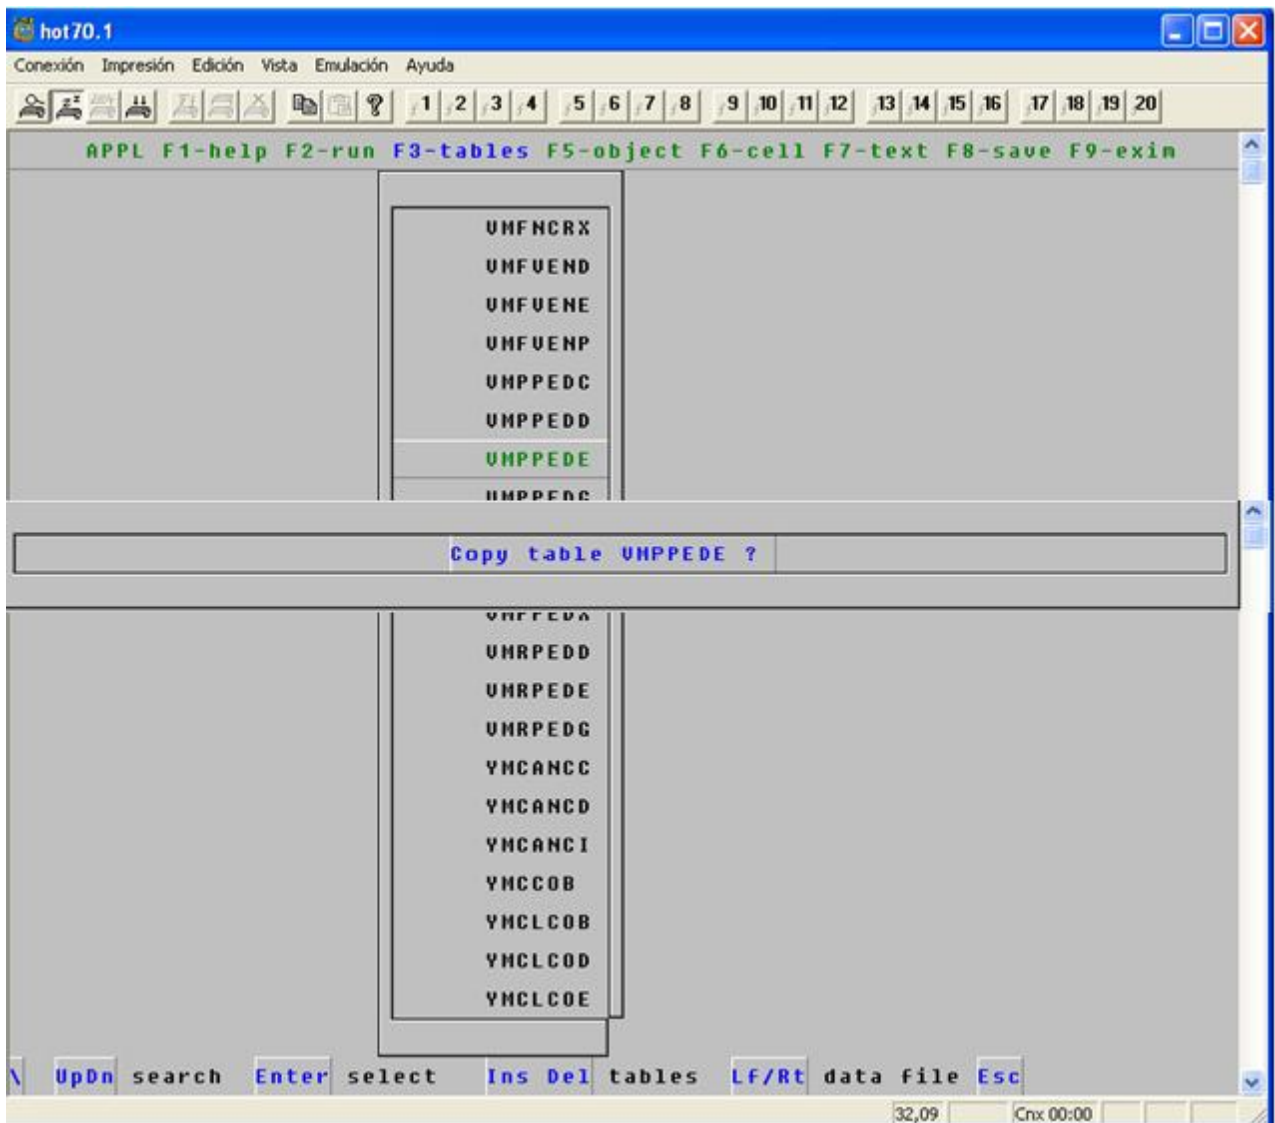 hot70.1
Conexión Impresión Edición Vista Emulación Ayuda
1 2 3 4 5 6 7 8 9 10 11 12 13 14 15 16 17 18 19 20
APPL F1-help F2-run F3-tables F5-object F6-cell F7-text F8-save F9-exim
VMFNCRX
VMFVEND
VMFVENE
VMFVENP
VMPPEDC
VMPPEDD
VMPPEDE
VMPPEDG
Copy table VMPPEDE ?
VMPPEDX
VMRPEDD
VMRPEDE
VMRPEDG
YMCANCC
YMCANCD
YMCANCI
YMCCOB
YMCLCOB
YMCLCOD
YMCLCOE
\ UpDn search Enter select Ins Del tables Lf/Rt data file Esc
32,09 Cnx 00:00